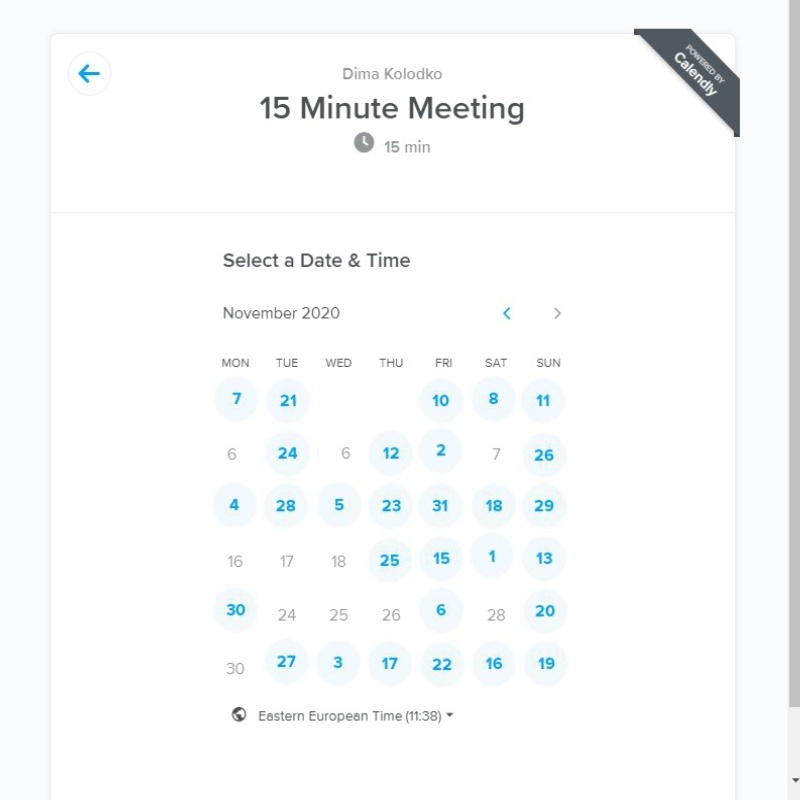 POWERED BY
Calendly
Dima Kolodko
15 Minute Meeting
15 min
Select a Date & Time
November 2020
MON TUE WED THU FRI SAT SUN
7 21 10 8 11
6 24 6 12 2 7 26
4 28 5 23 31 18 29
16 17 18 25 15 1 13
30 24 25 26 6 28 20
30 27 3 17 22 16 19
Eastern European Time (11:38)